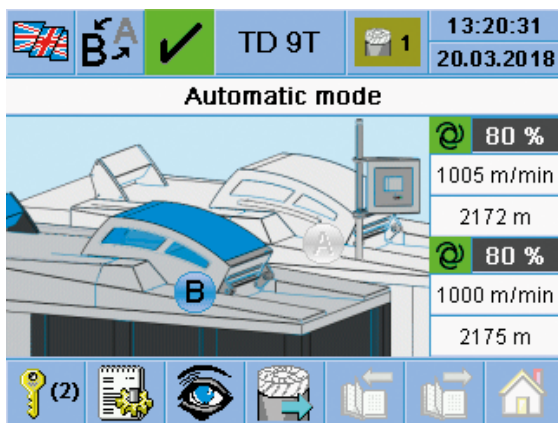 B A
TD 9T
1
13:20:31
20.03.2018
Automatic mode
80 %
1005 m/min
2172 m
80 %
1000 m/min
2175 m
A
B
(2)